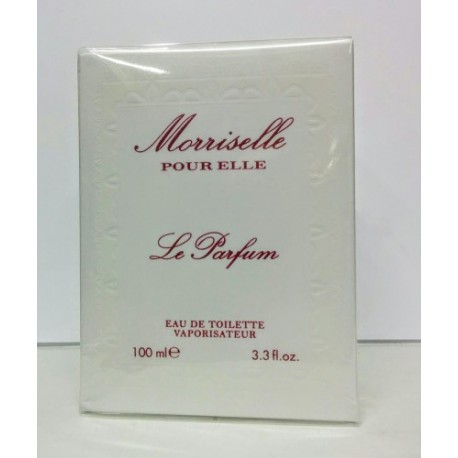 Morriselle
POUR ELLE
Le Parfum
EAU DE TOILETTE
VAPORISATEUR
100 ml℮ 3.3 fl.oz.